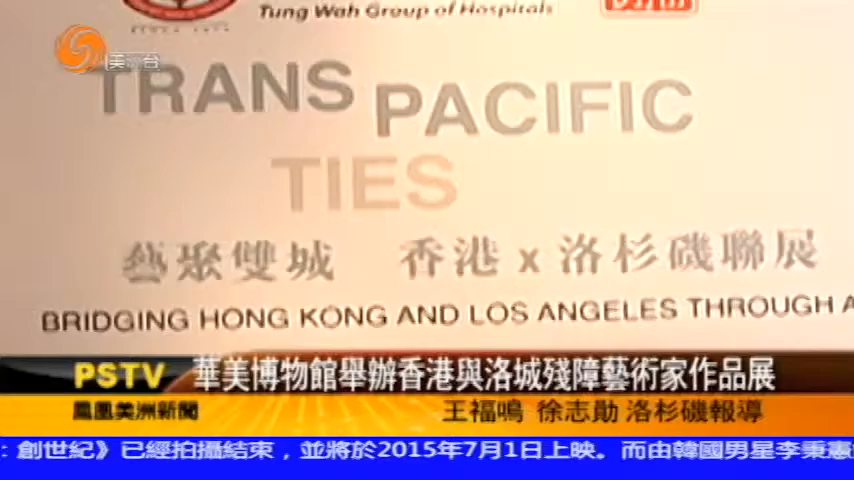 Tung Wah Group of Hospitals
美洲台
TRANS PACIFIC
TIES
藝聚雙城 香港 x 洛杉磯聯展
BRIDGING HONG KONG AND LOS ANGELES THROUGH A
PSTV 華美博物館舉辦香港與洛城殘障藝術家作品展
鳳凰美洲新聞 王福鳴 徐志勛 洛杉磯報導
：創世紀》已經拍攝結束，並將於2015年7月1日上映。而由韓國男星李秉憲